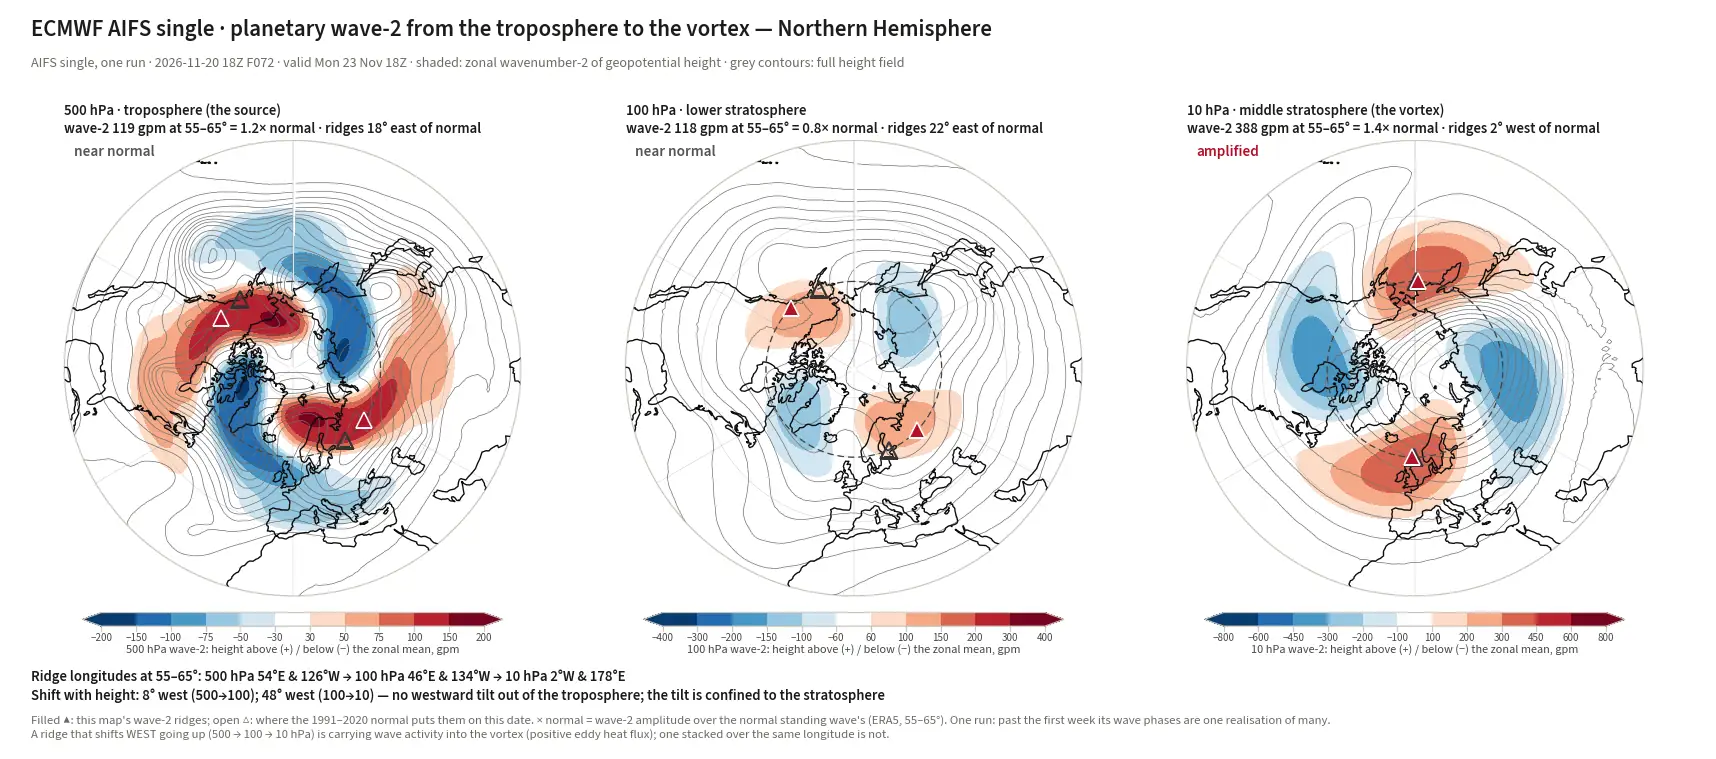 ECMWF AIFS single · planetary wave-2 from the troposphere to the vortex — Northern Hemisphere
AIFS single, one run · 2026-11-20 18Z F072 · valid Mon 23 Nov 18Z · shaded: zonal wavenumber-2 of geopotential height · grey contours: full height field
500 hPa · troposphere (the source)
wave-2 119 gpm at 55–65° = 1.2× normal · ridges 18° east of normal
near normal
100 hPa · lower stratosphere
wave-2 118 gpm at 55–65° = 0.8× normal · ridges 22° east of normal
near normal
10 hPa · middle stratosphere (the vortex)
wave-2 388 gpm at 55–65° = 1.4× normal · ridges 2° west of normal
amplified
−200 −150 −100 −75 −50 −30 30 50 75 100 150 200
500 hPa wave-2: height above (+) / below (−) the zonal mean, gpm
−400 −300 −200 −150 −100 −60 60 100 150 200 300 400
100 hPa wave-2: height above (+) / below (−) the zonal mean, gpm
−800 −600 −450 −300 −200 −100 100 200 300 450 600 800
10 hPa wave-2: height above (+) / below (−) the zonal mean, gpm
Ridge longitudes at 55–65°: 500 hPa 54°E & 126°W → 100 hPa 46°E & 134°W → 10 hPa 2°W & 178°E
Shift with height: 8° west (500→100); 48° west (100→10) — no westward tilt out of the troposphere; the tilt is confined to the stratosphere
Filled ▲: this map's wave-2 ridges; open △: where the 1991–2020 normal puts them on this date. × normal = wave-2 amplitude over the normal standing wave's (ERA5, 55–65°). One run: past the first week its wave phases are one realisation of many.
A ridge that shifts WEST going up (500 → 100 → 10 hPa) is carrying wave activity into the vortex (positive eddy heat flux); one stacked over the same longitude is not.